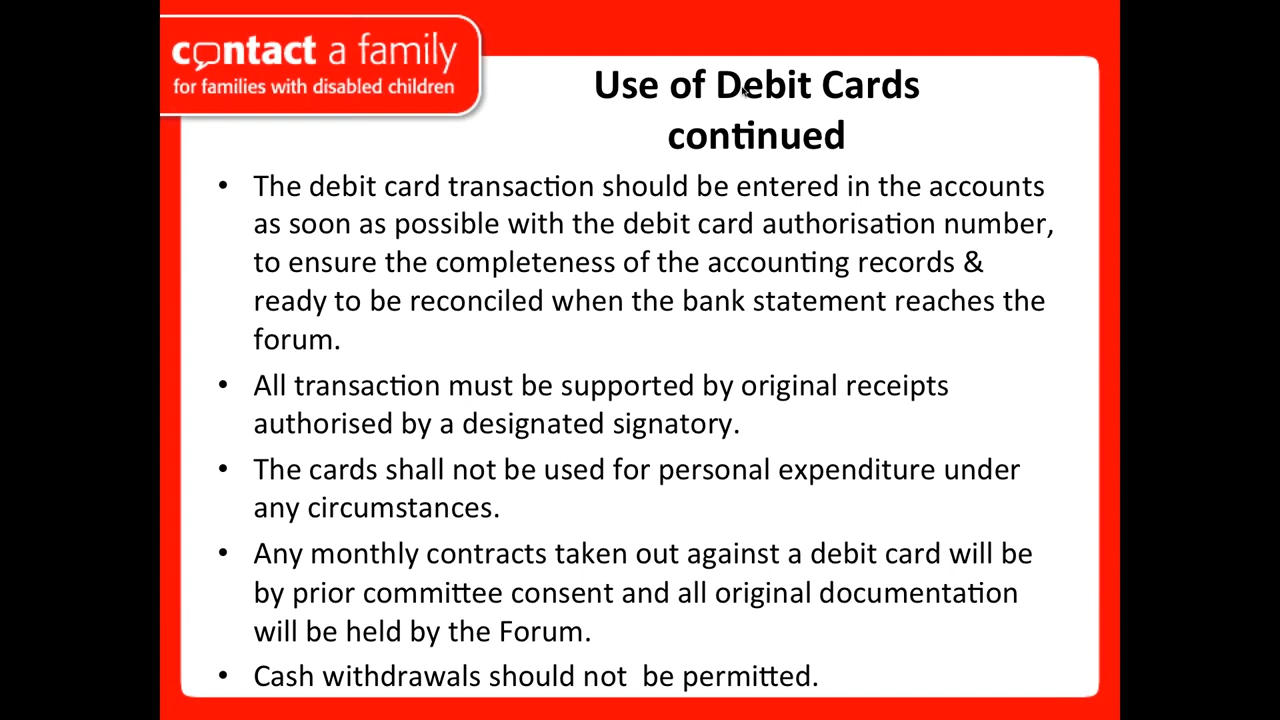 contact a family
for families with disabled children
Use of Debit Cards
continued
• The debit card transaction should be entered in the accounts
as soon as possible with the debit card authorisation number,
to ensure the completeness of the accounting records &
ready to be reconciled when the bank statement reaches the
forum.
• All transaction must be supported by original receipts
authorised by a designated signatory.
• The cards shall not be used for personal expenditure under
any circumstances.
• Any monthly contracts taken out against a debit card will be
by prior committee consent and all original documentation
will be held by the Forum.
• Cash withdrawals should not  be permitted.